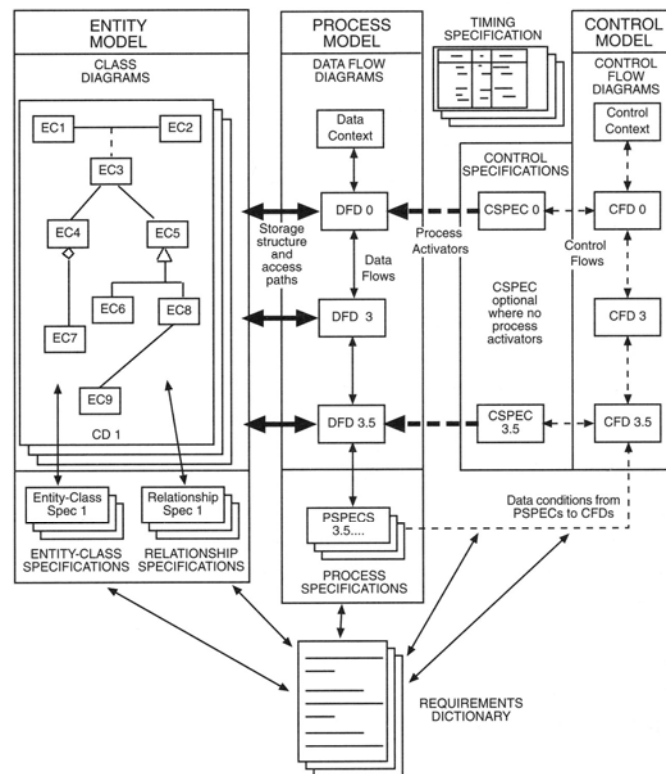 ENTITY
MODEL
CLASS
DIAGRAMS
EC1
EC2
EC3
EC4
EC5
EC6
EC8
EC7
EC9
CD 1
Entity-Class
Spec 1
Relationship
Spec 1
ENTITY-CLASS
SPECIFICATIONS
RELATIONSHIP
SPECIFICATIONS
Storage
structure
and
access
paths
PROCESS
MODEL
DATA FLOW
DIAGRAMS
Data
Context
DFD 0
Data
Flows
DFD 3
DFD 3.5
PSPECS
3.5....
PROCESS
SPECIFICATIONS
TIMING
SPECIFICATION
CONTROL
SPECIFICATIONS
CSPEC 0
Process
Activators
CSPEC
optional
where no
process
activators
CSPEC
3.5
CONTROL
MODEL
CONTROL
FLOW
DIAGRAMS
Control
Context
CFD 0
Control
Flows
CFD 3
CFD 3.5
Data conditions from
PSPECs to CFDs
REQUIREMENTS
DICTIONARY